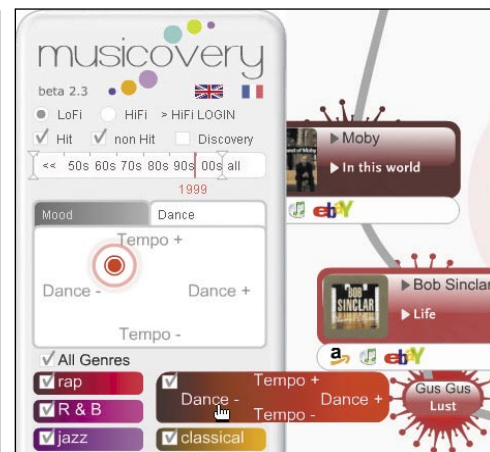 musicovery
beta 2.3
LoFi HiFi > HiFi LOGIN
Hit non Hit Discovery
<< 50s 60s 70s 80s 90s 00s all
1999
Mood Dance
Tempo +
Dance - Dance +
Tempo -
All Genres
rap
R & B
jazz
Tempo +
Dance - Dance +
Tempo -
classical
Moby
In this world
ebY
BOB SINCLAR
Bob Sinclar
Life
a ebY
Gus Gus
Lust